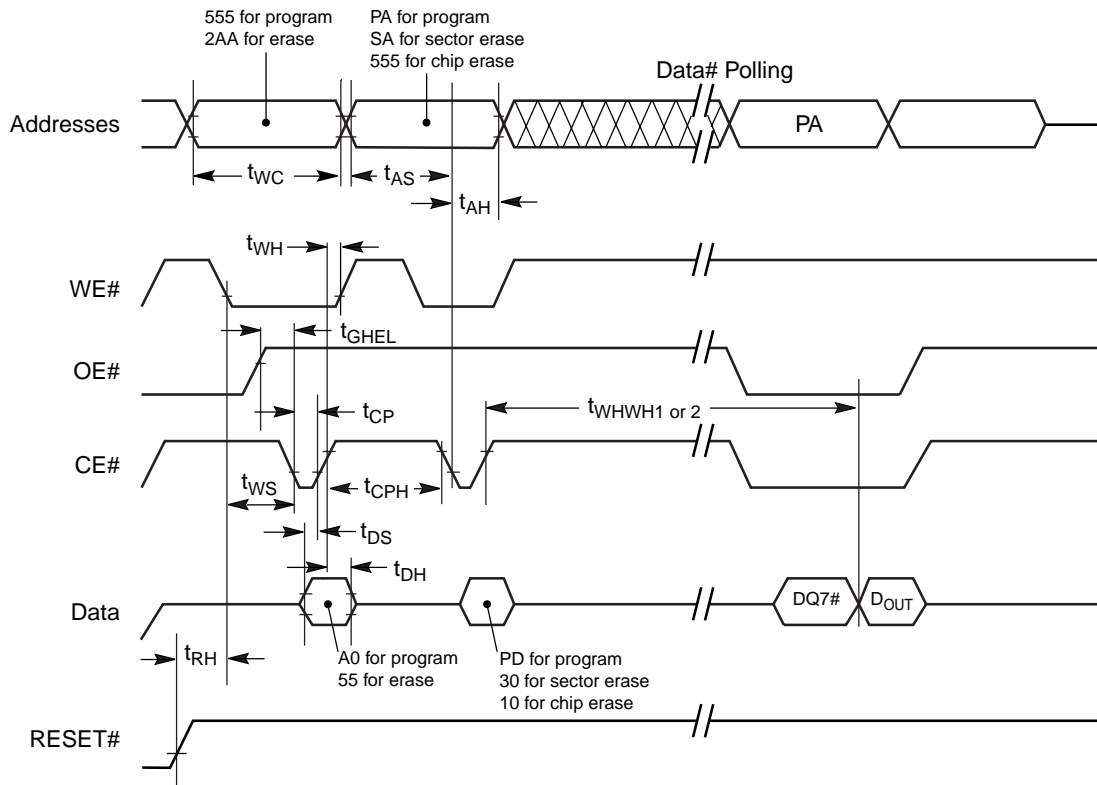 555 for program
2AA for erase
PA for program
SA for sector erase
555 for chip erase
Data# Polling
Addresses
PA
tWC
tAS
tAH
tWH
WE#
tGHEL
OE#
tWHWH1 or 2
tCP
CE#
tWS
tCPH
tDS
tDH
Data
DQ7#
DOUT
tRH
A0 for program
55 for erase
PD for program
30 for sector erase
10 for chip erase
RESET#